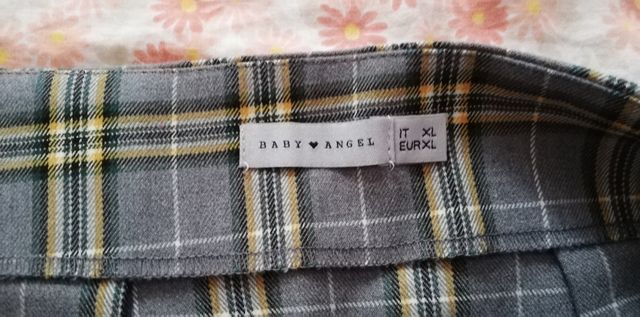 BABY ♥ ANGEL
IT XL
EUR XL